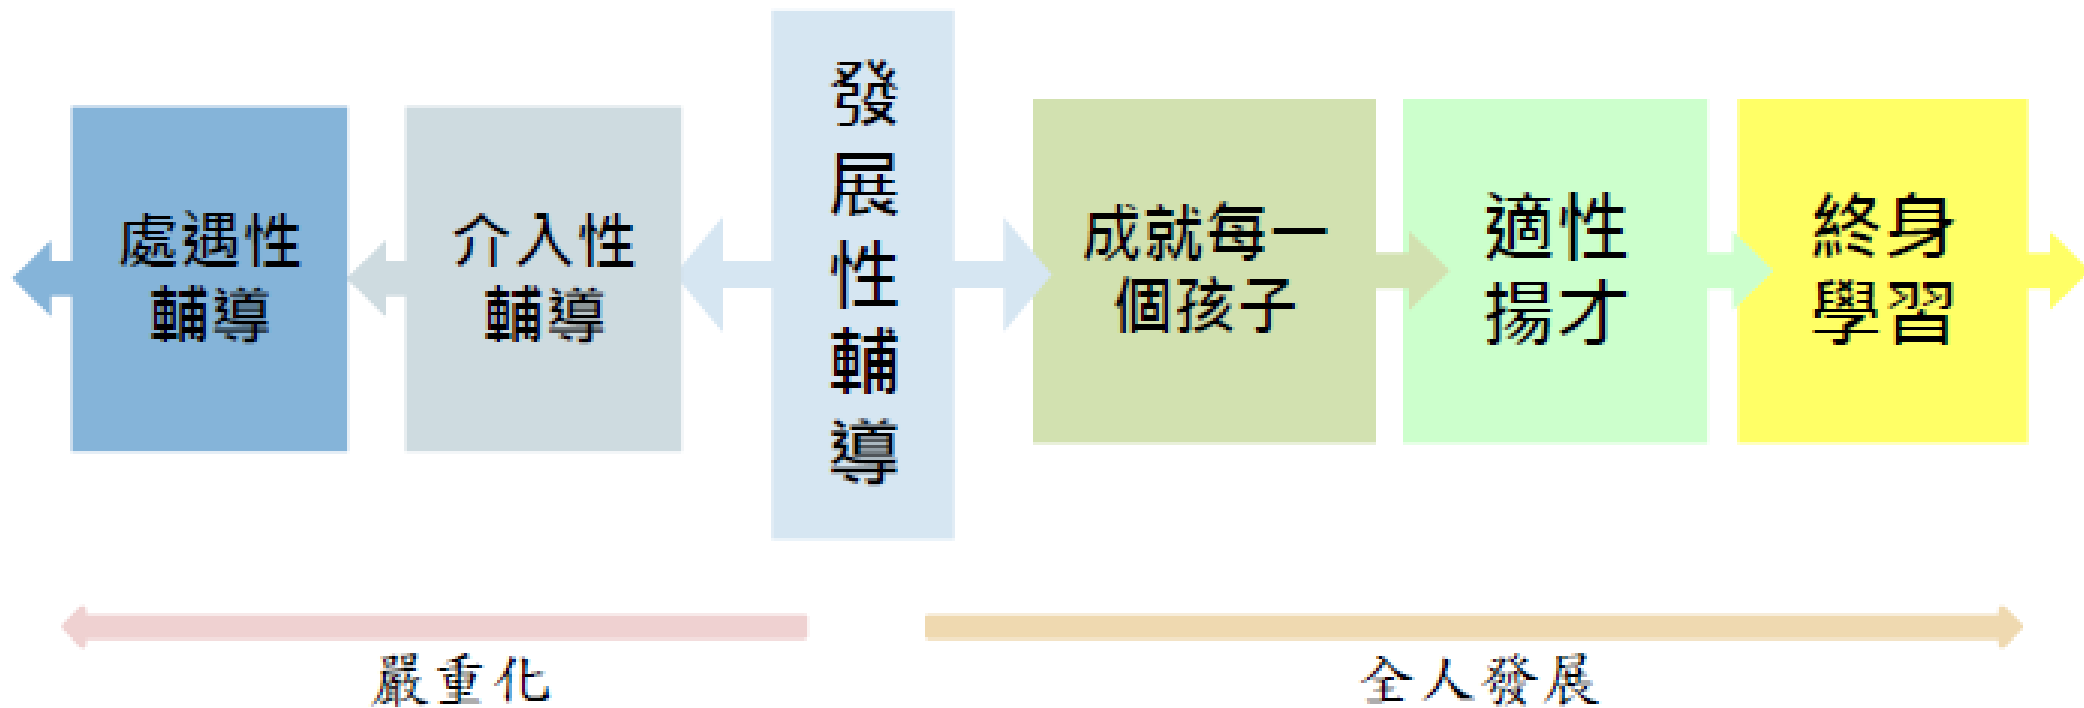 處遇性
輔導
介入性
輔導
發展性輔導
成就每一
個孩子
適性
揚才
終身
學習
嚴重化
全人發展